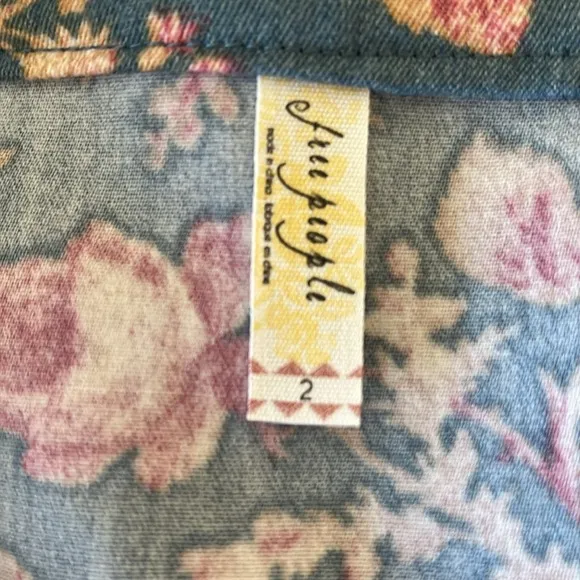 free people
made in china . fabriqué en chine
2